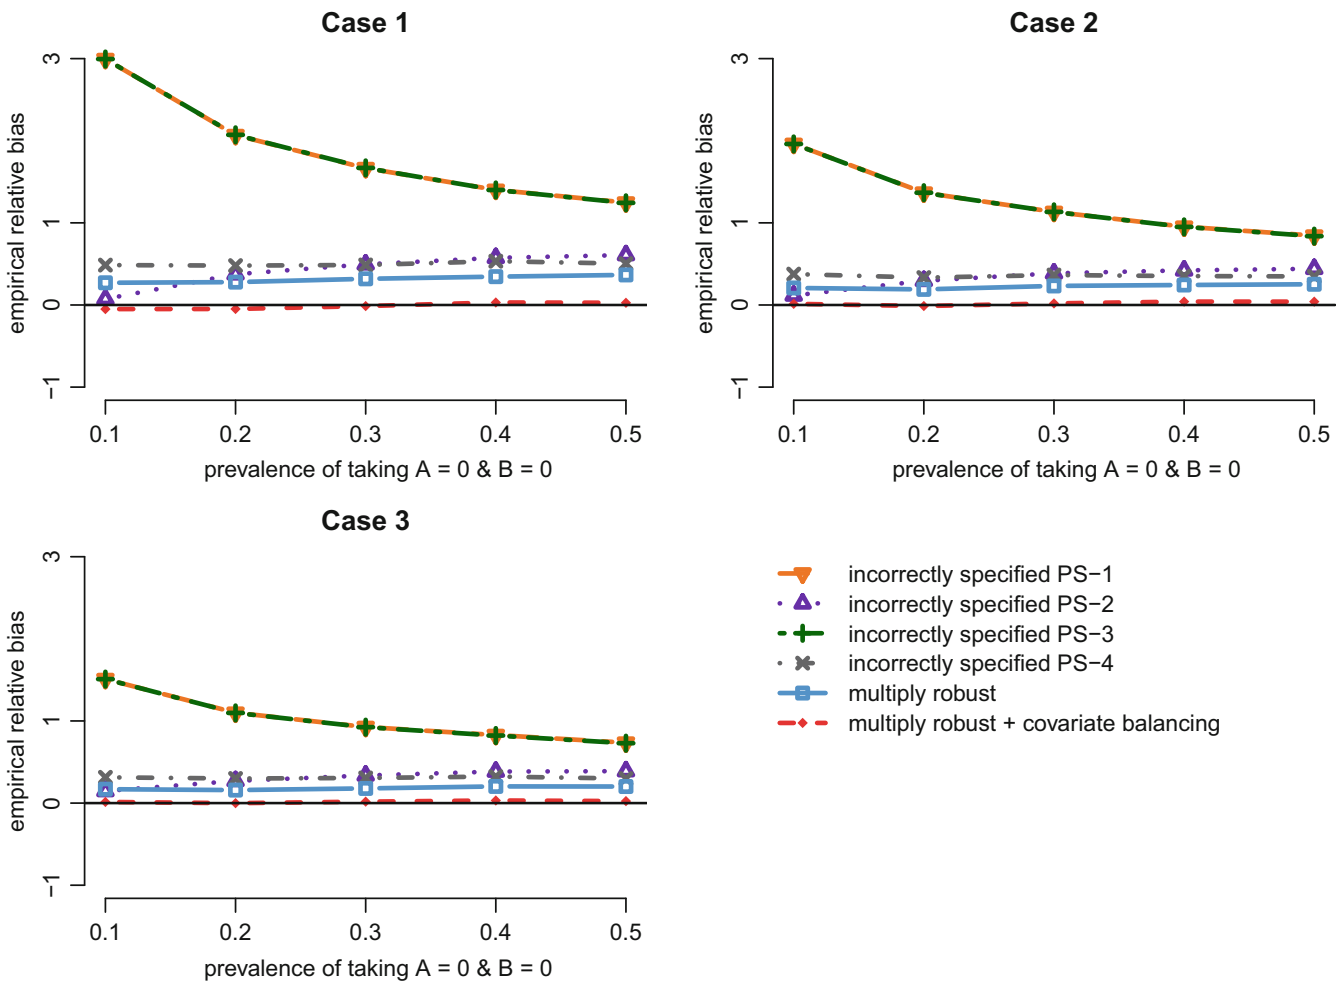 Case 1
empirical relative bias
3
1
0
−1
0.1 0.2 0.3 0.4 0.5
prevalence of taking A = 0 & B = 0
Case 2
empirical relative bias
3
1
0
−1
0.1 0.2 0.3 0.4 0.5
prevalence of taking A = 0 & B = 0
Case 3
empirical relative bias
3
1
0
−1
0.1 0.2 0.3 0.4 0.5
prevalence of taking A = 0 & B = 0
incorrectly specified PS−1
incorrectly specified PS−2
incorrectly specified PS−3
incorrectly specified PS−4
multiply robust
multiply robust + covariate balancing